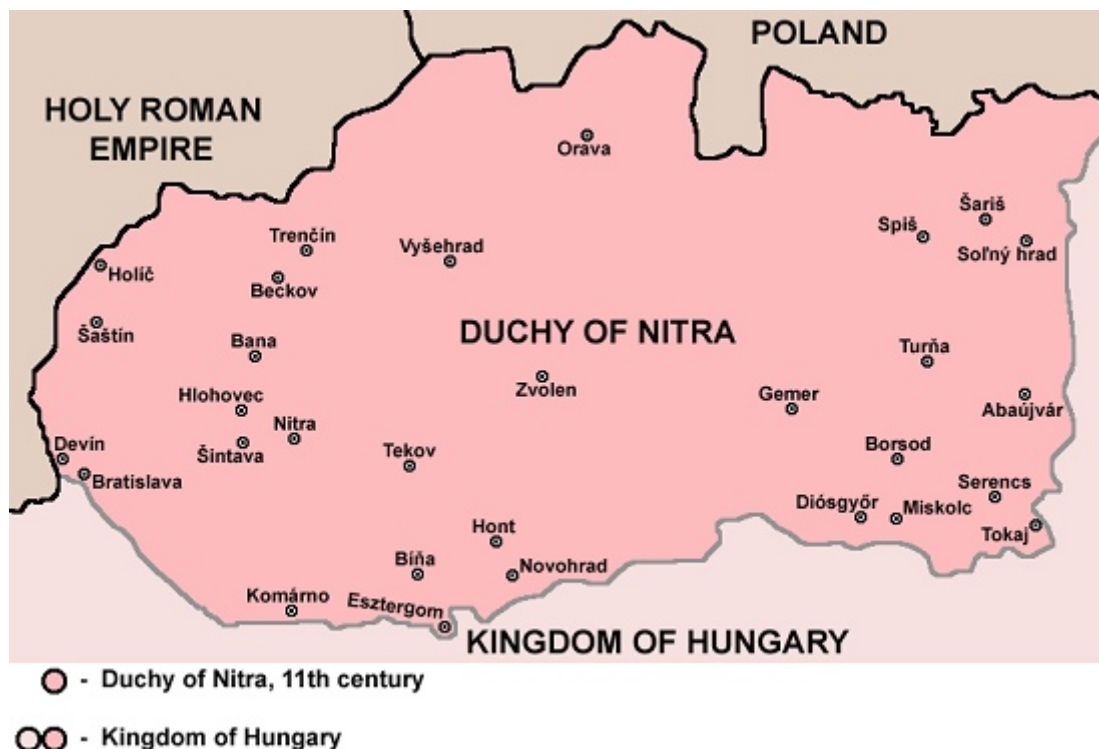 POLAND
HOLY ROMAN
EMPIRE
Orava
Šariš
Spiš
Soľný hrad
Trenčín
Vyšehrad
Holíč
Beckov
Šaštín
Bana
DUCHY OF NITRA
Turňa
Zvolen
Gemer
Hlohovec
Abaújvár
Nitra
Šintava
Devín
Bratislava
Tekov
Borsod
Serencs
Diósgyőr
Miskolc
Tokaj
Hont
Bíňa
Novohrad
Komárno
Esztergom
KINGDOM OF HUNGARY
- Duchy of Nitra, 11th century
- Kingdom of Hungary